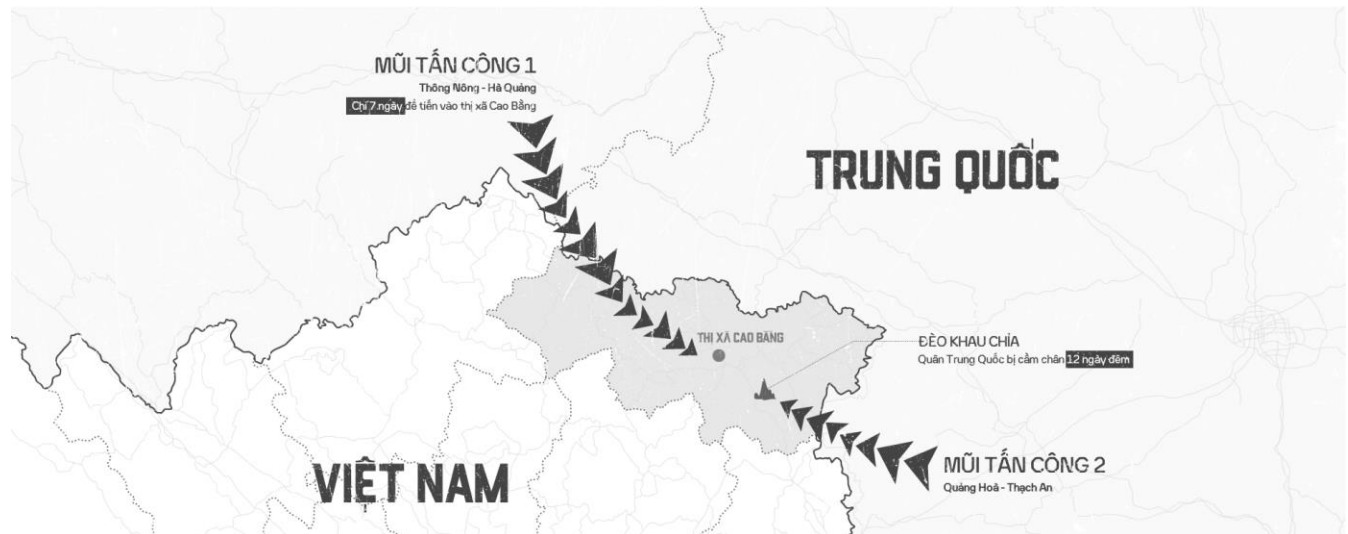 MŨI TẤN CÔNG 1
Thông Nông - Hà Quảng
Chỉ 7 ngày để tiến vào thị xã Cao Bằng
TRUNG QUỐC
THỊ XÃ CAO BẰNG
ĐÈO KHAU CHỈA
Quân Trung Quốc bị cầm chân 12 ngày đêm
VIỆT NAM
MŨI TẤN CÔNG 2
Quảng Hoà - Thạch An